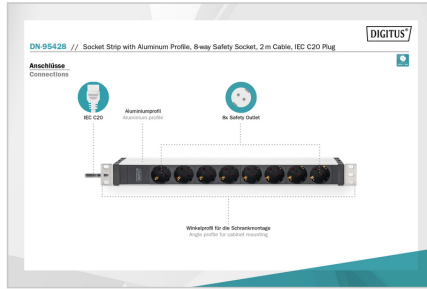 DIGITUS®
DN-95428 // Socket Strip with Aluminum Profile, 8-way Safety Socket, 2 m Cable, IEC C20 Plug
Anschlüsse
Connections
IEC C20
Aluminiumprofil
Aluminium profile
8x Safety Outlet
Winkelprofil für die Schrankmontage
Angle profile for cabinet mounting